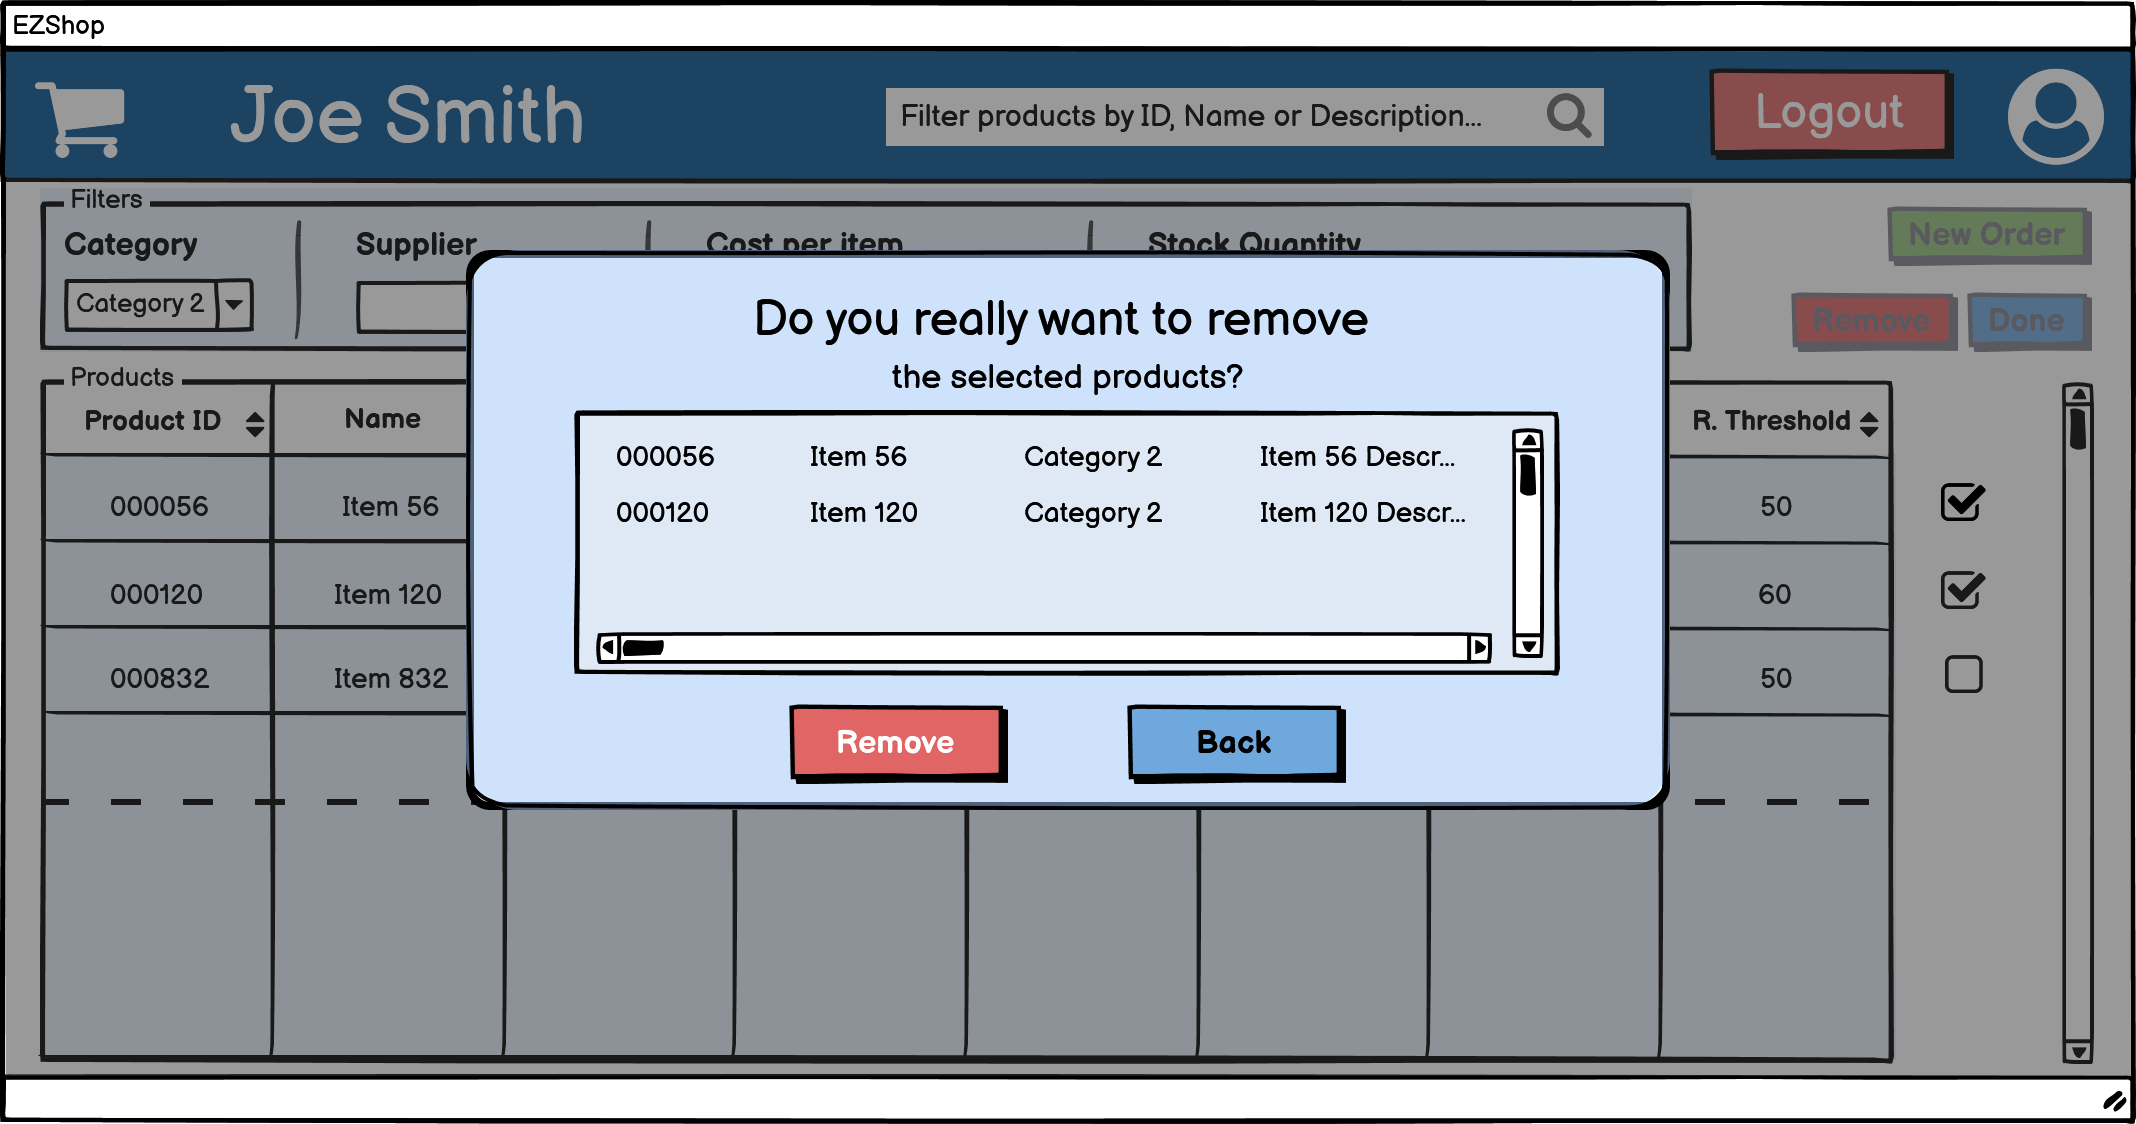 EZShop
Joe Smith
Filter products by ID, Name or Description...
Logout
Filters
Category Supplier Cost per item Stock Quantity
New Order
Category 2
Remove Done
Do you really want to remove
the selected products?
Products
Product ID Name R. Threshold
000056 Item 56 Category 2 Item 56 Descr...
000120 Item 120 Category 2 Item 120 Descr...
000056 Item 56 50
000120 Item 120 60
000832 Item 832 50
Remove Back